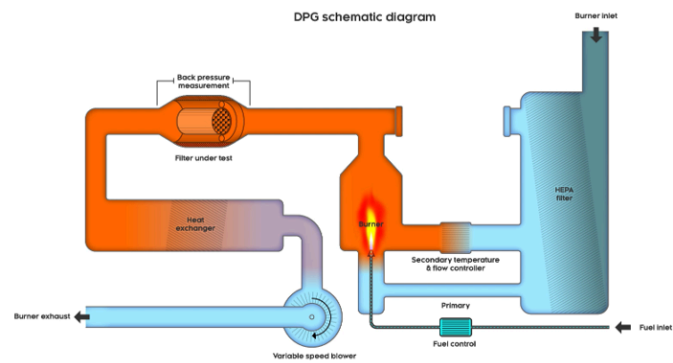 DPG schematic diagram
Burner inlet
Back pressure
measurement
Filter under test
HEPA
filter
Heat
exchanger
Burner
Secondary temperature
& flow controller
Primary
Burner exhaust
Fuel inlet
Fuel control
Variable speed blower